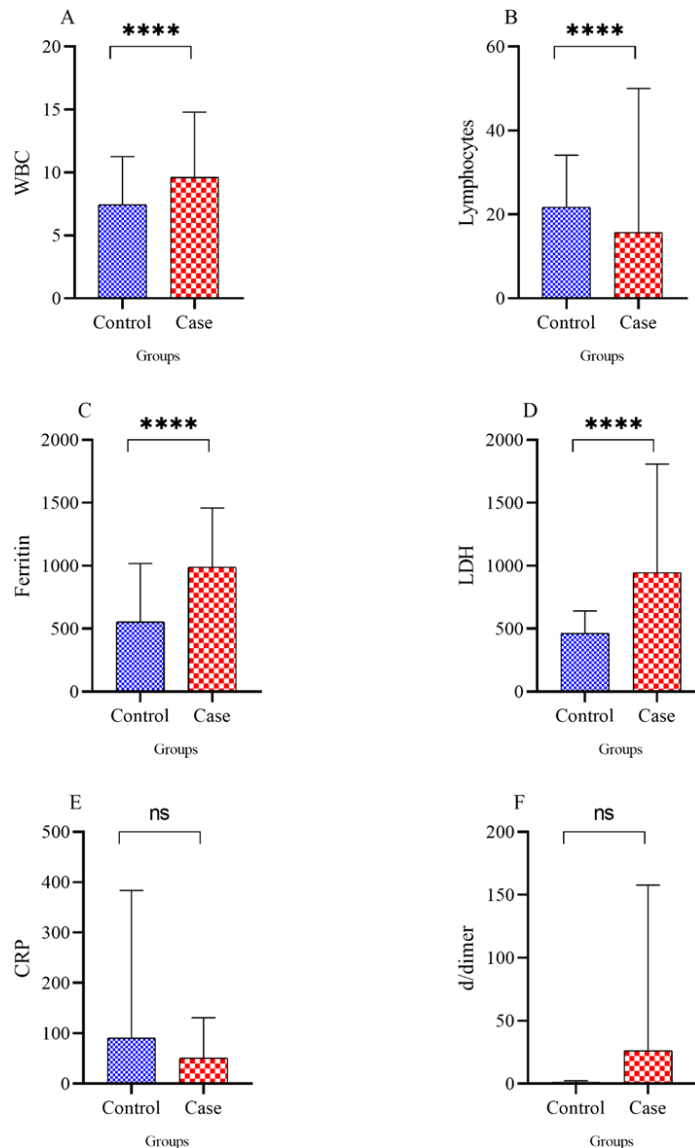 A
****
20
15
10
5
0
WBC
Control Case
Groups
B
****
60
40
20
0
Lymphocytes
Control Case
Groups
C
****
2000
1500
1000
500
0
Ferritin
Control Case
Groups
D
****
2000
1500
1000
500
0
LDH
Control Case
Groups
E
ns
500
400
300
200
100
0
CRP
Control Case
Groups
F
ns
200
150
100
50
0
d/dimer
Control Case
Groups